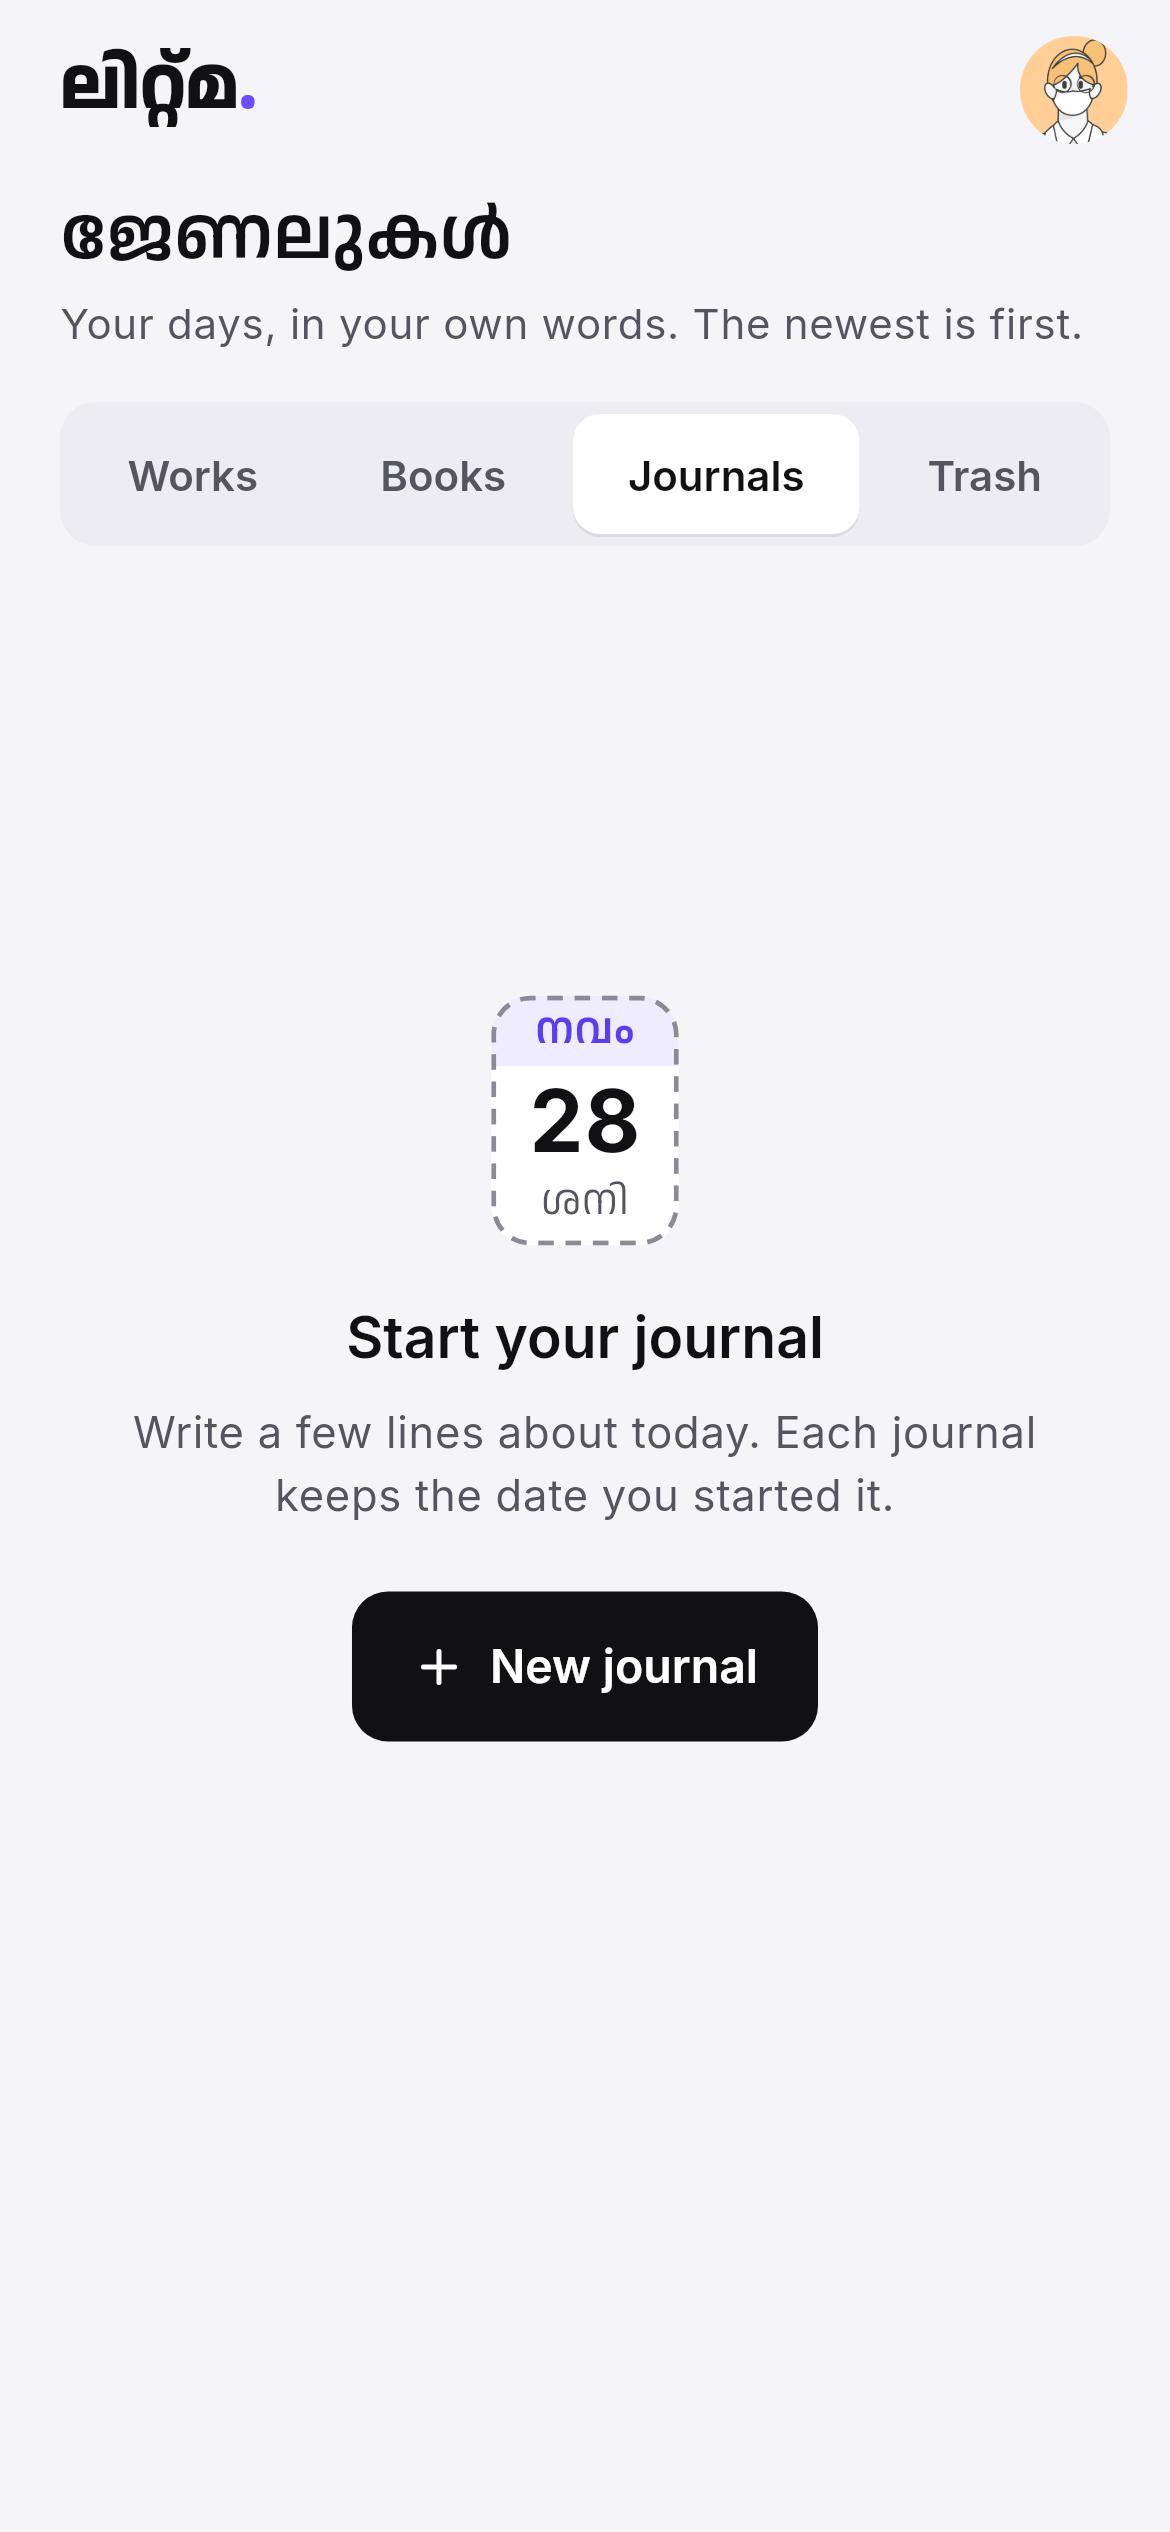 ലിറ്റ്മ.
ജേണലുകൾ
Your days, in your own words. The newest is first.
Works Books Journals Trash
നവം
28
ശനി
Start your journal
Write a few lines about today. Each journal
keeps the date you started it.
+ New journal